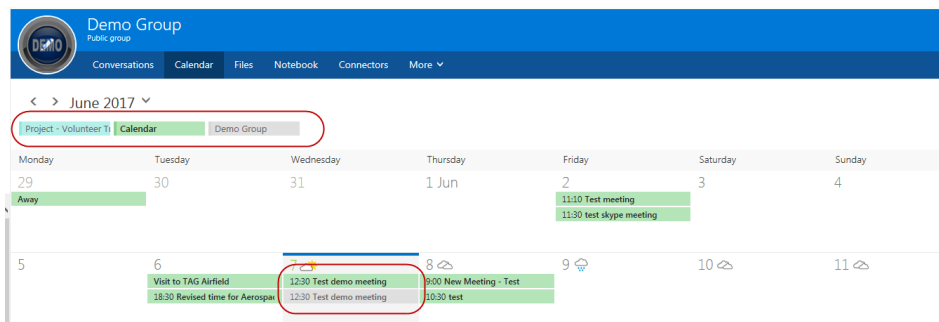 Demo Group
Public group
DEMO
Conversations Calendar Files Notebook Connectors More
June 2017
Project - Volunteer Tr Calendar Demo Group
Monday Tuesday Wednesday Thursday Friday Saturday Sunday
29 30 31 1 Jun 2 3 4
Away 11:10 Test meeting
11:30 test skype meeting
5 6 7 8 9 10 11
Visit to TAG Airfield 12:30 Test demo meeting 9:00 New Meeting - Test
18:30 Revised time for Aerospac 12:30 Test demo meeting 10:30 test